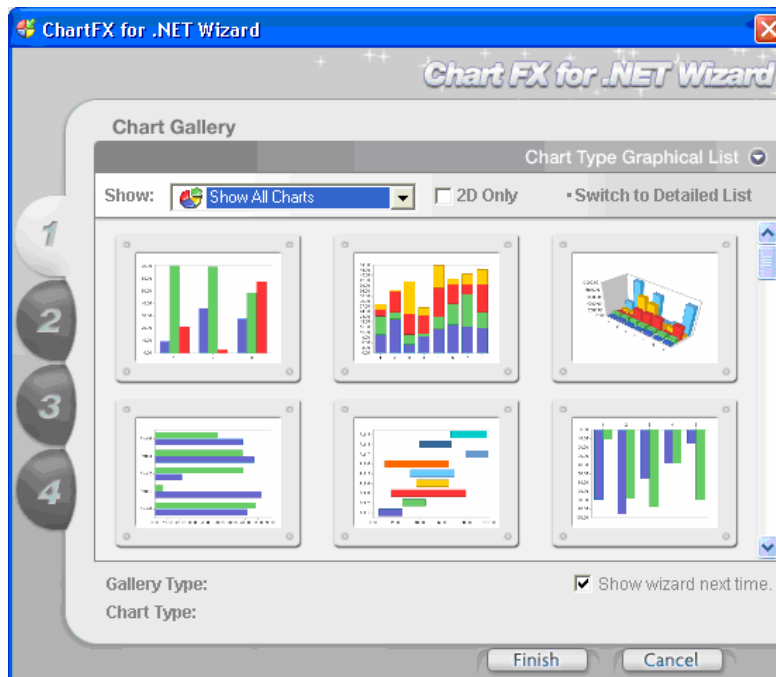 ChartFX for .NET Wizard
Chart FX for .NET Wizard
Chart Gallery
Chart Type Graphical List
Show: Show All Charts 2D Only Switch to Detailed List
1
2
3
4
Gallery Type:
Show wizard next time.
Chart Type:
Finish Cancel